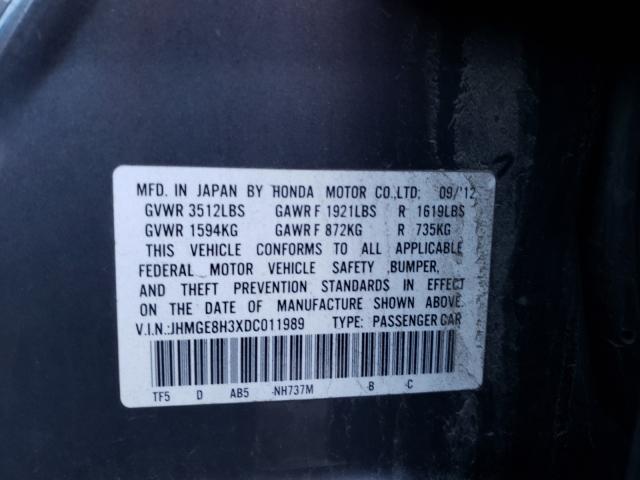 MFD. IN JAPAN BY HONDA MOTOR CO.,LTD: 09/'12
GVWR 3512LBS GAWR F 1921LBS R 1619LBS
GVWR 1594KG GAWR F 872KG R 735KG
THIS VEHICLE CONFORMS TO ALL APPLICABLE
FEDERAL MOTOR VEHICLE SAFETY ,BUMPER,
AND THEFT PREVENTION STANDARDS IN EFFECT
ON THE DATE OF MANUFACTURE SHOWN ABOVE.
V.I.N.:JHMGE8H3XDC011989 TYPE: PASSENGER CAR
TF5 D AB5 -NH737M -B -C